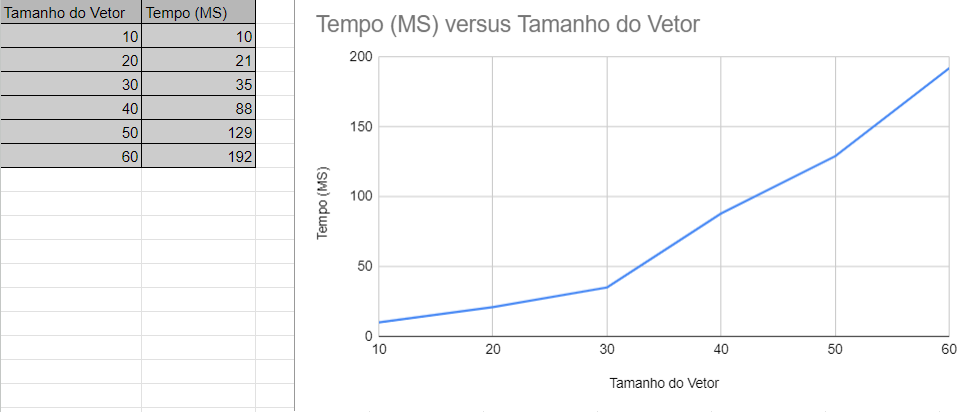 Tamanho do Vetor Tempo (MS)
10 10
20 21
30 35
40 88
50 129
60 192
Tempo (MS) versus Tamanho do Vetor
200
150
100
50
0
Tempo (MS)
10 20 30 40 50 60
Tamanho do Vetor